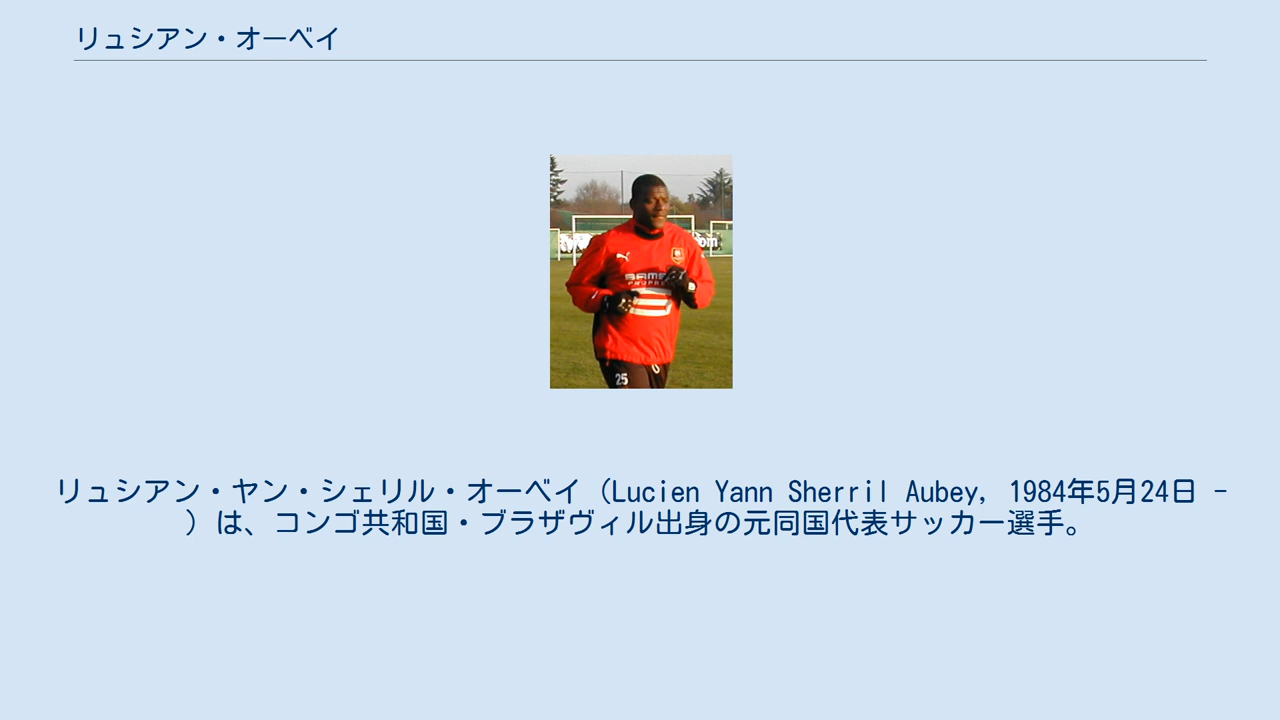 リュシアン・オーベイ
25
リュシアン・ヤン・シェリル・オーベイ（Lucien Yann Sherril Aubey, 1984年5月24日 -
）は、コンゴ共和国・ブラザヴィル出身の元同国代表サッカー選手。